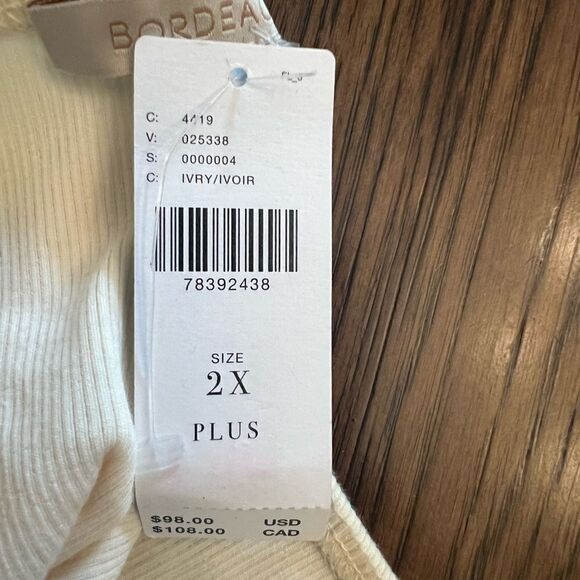 C: 4419
V: 025338
S: 0000004
C: IVRY/IVOIR
78392438
SIZE
2X
PLUS
$98.00 USD
$108.00 CAD